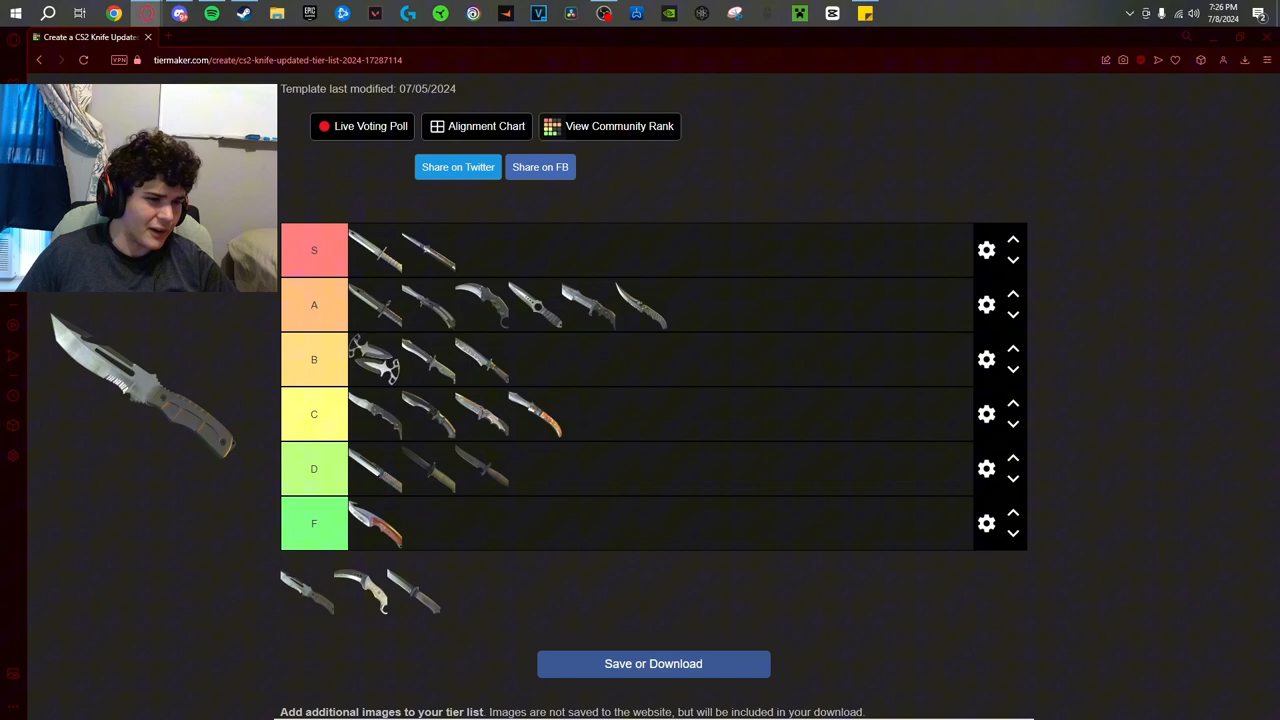 7:26 PM
7/8/2024
2
Create a CS2 Knife Update
VPN
tiermaker.com/create/cs2-knife-updated-tier-list-2024-17287114
Template last modified: 07/05/2024
Live Voting Poll
Alignment Chart
View Community Rank
Share on Twitter
Share on FB
S
A
B
C
D
F
Save or Download
Add additional images to your tier list. Images are not saved to the website, but will be included in your download.